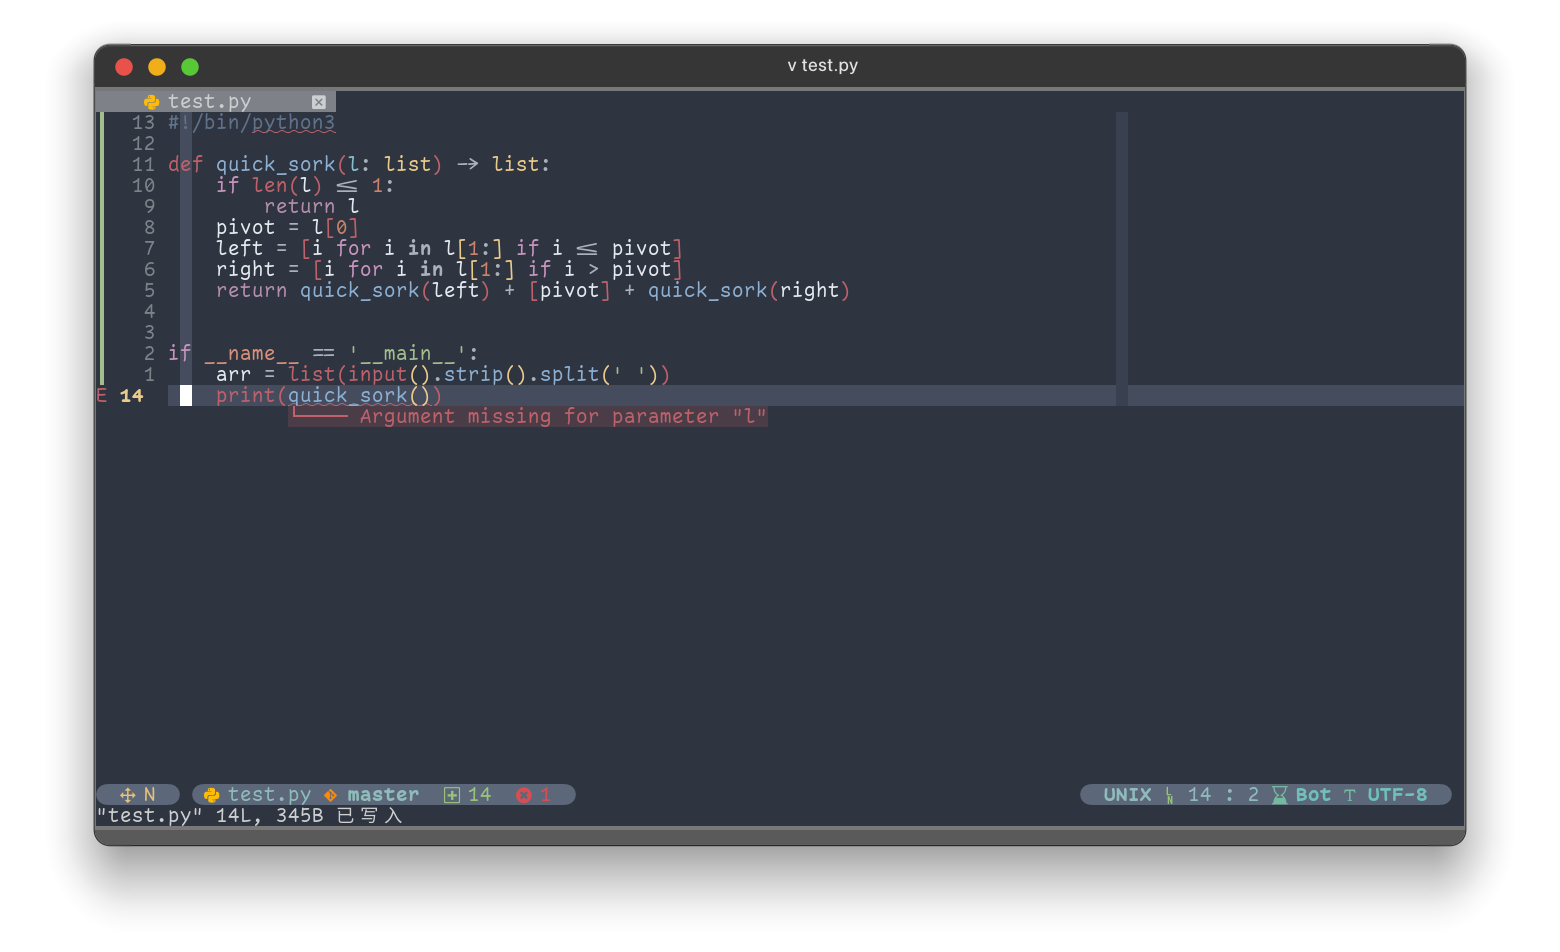 v test.py
test.py
13 #!/bin/python3
12
11 def quick_sork(l: list) -> list:
10     if len(l) <= 1:
9         return l
8     pivot = l[0]
7     left = [i for i in l[1:] if i <= pivot]
6     right = [i for i in l[1:] if i > pivot]
5     return quick_sork(left) + [pivot] + quick_sork(right)
4
3
2 if __name__ == '__main__':
1     arr = list(input().strip().split(' '))
E 14     print(quick_sork())
Argument missing for parameter "l"
N test.py master 14 1 UNIX LN 14 : 2 Bot T UTF-8
"test.py" 14L, 345B 已写入